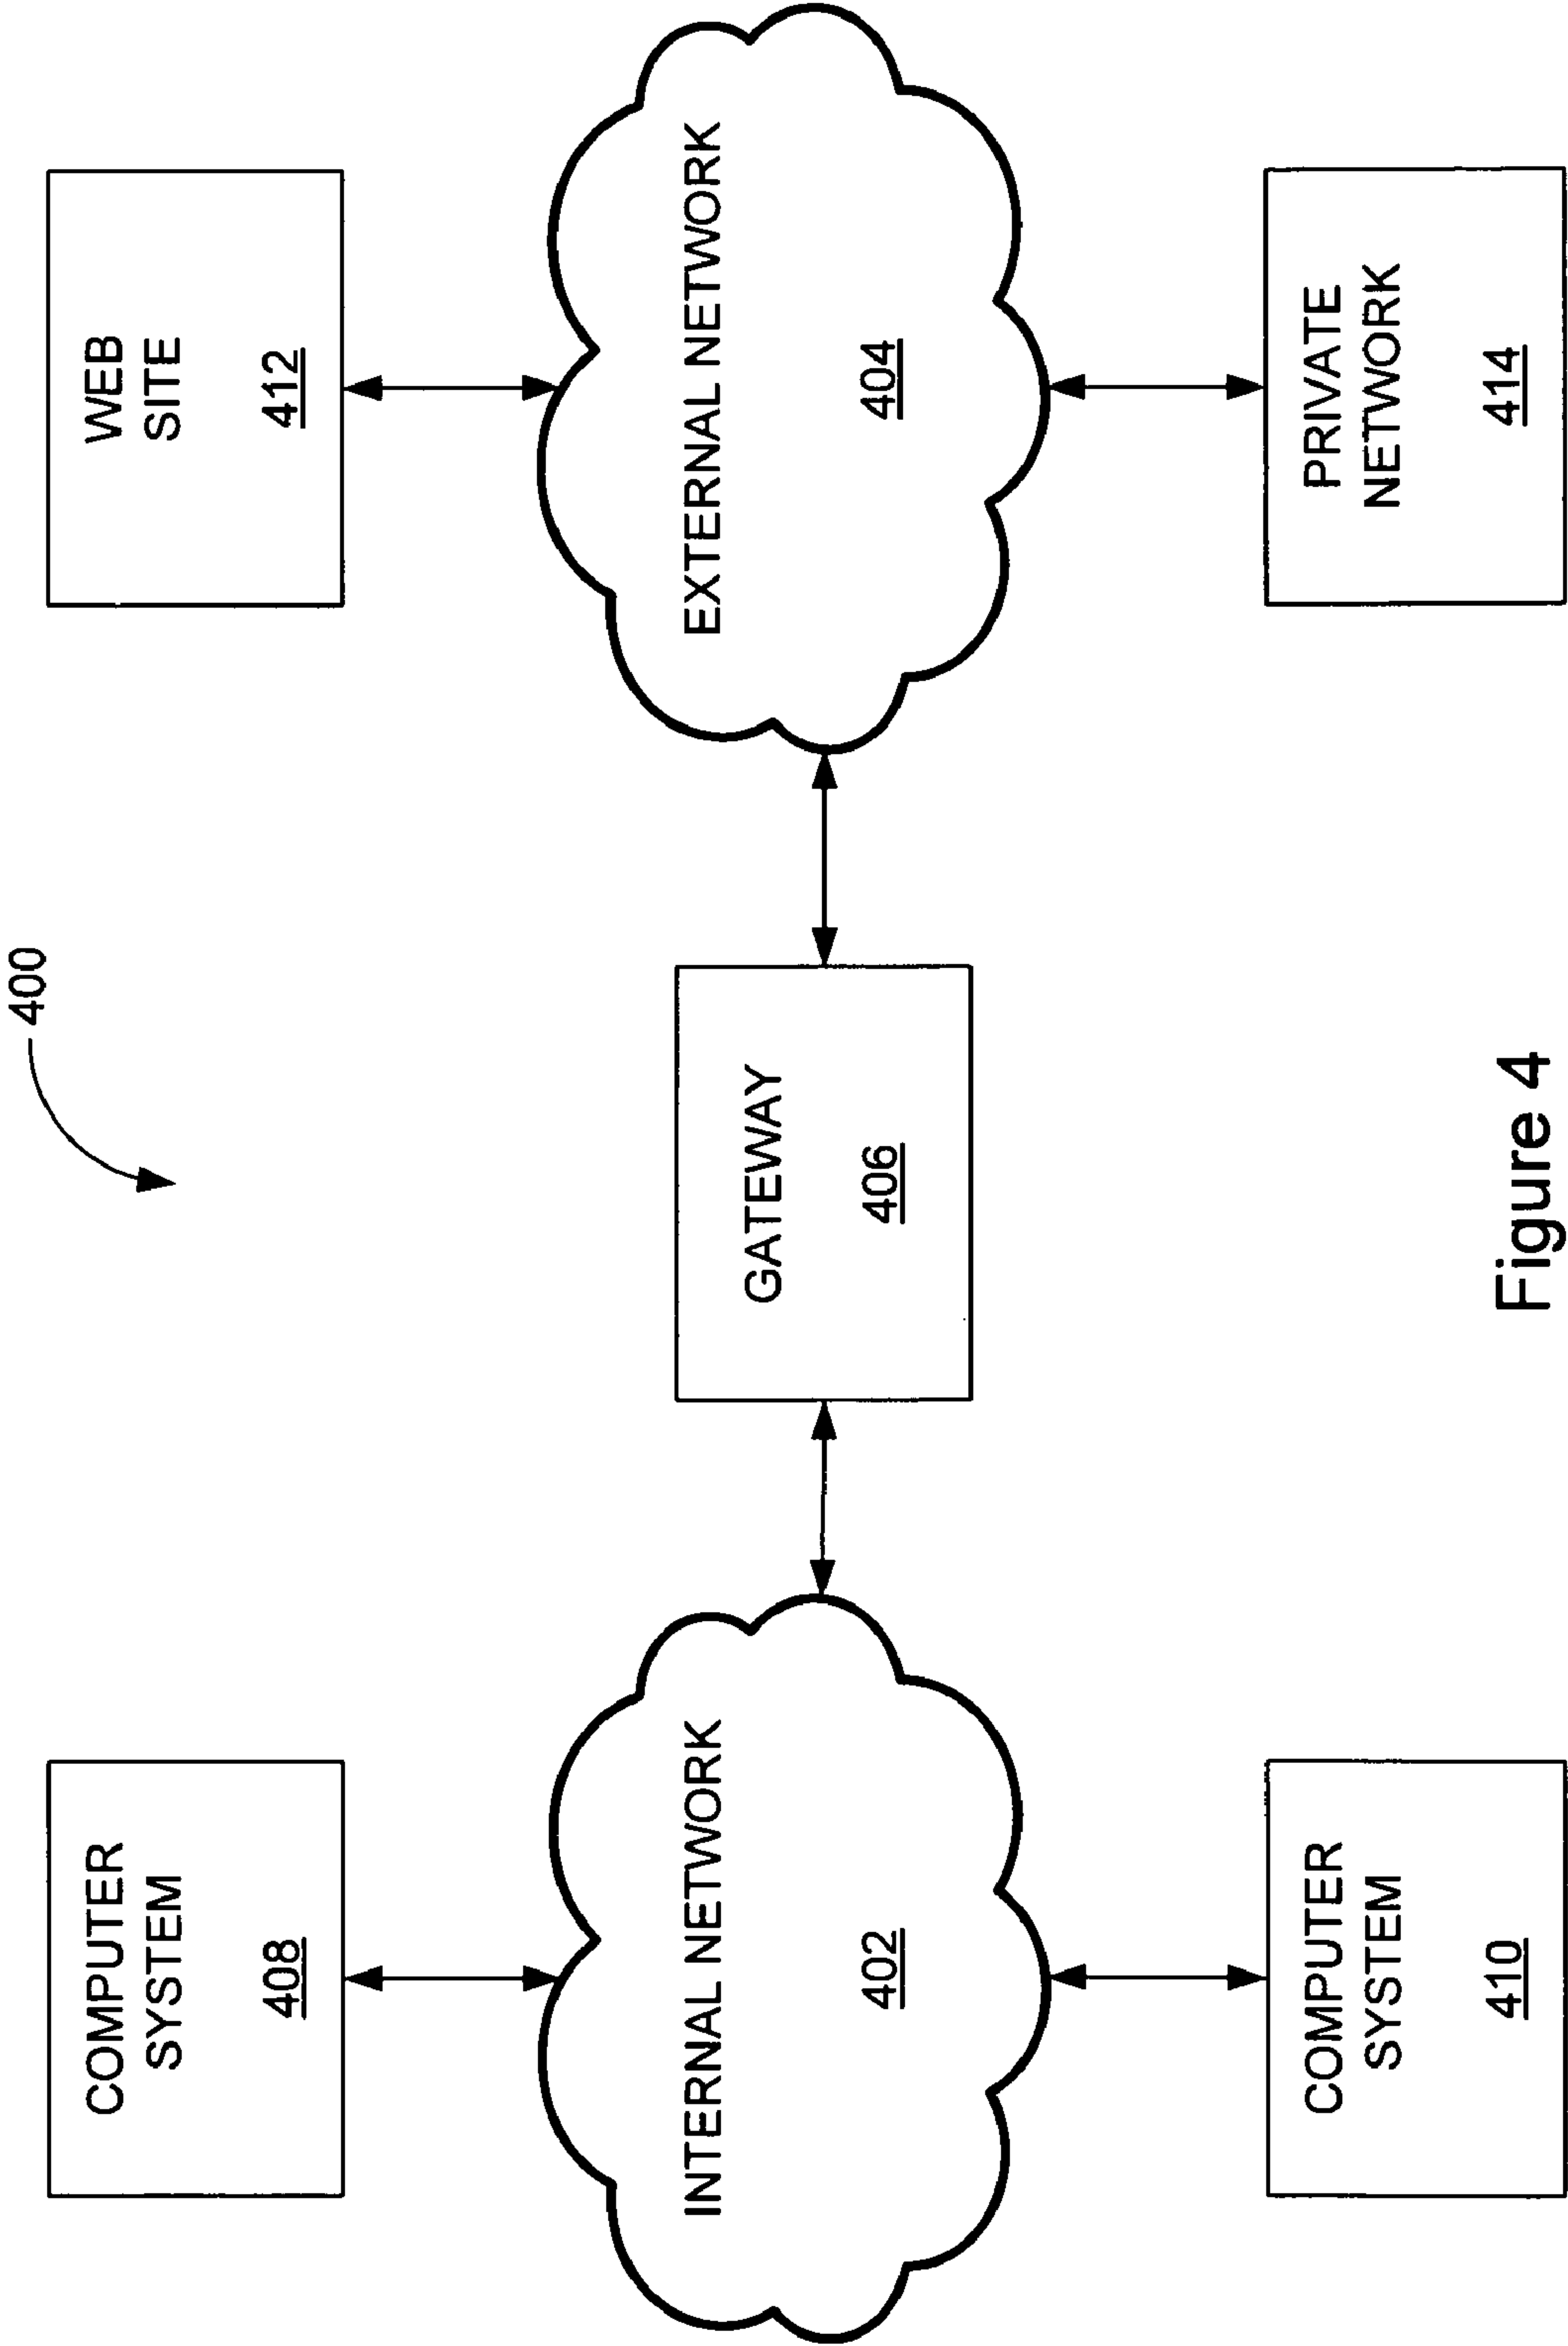 400
COMPUTER
SYSTEM
408
WEB
SITE
412
INTERNAL NETWORK
402
GATEWAY
406
EXTERNAL NETWORK
404
COMPUTER
SYSTEM
410
PRIVATE
NETWORK
414
Figure 4